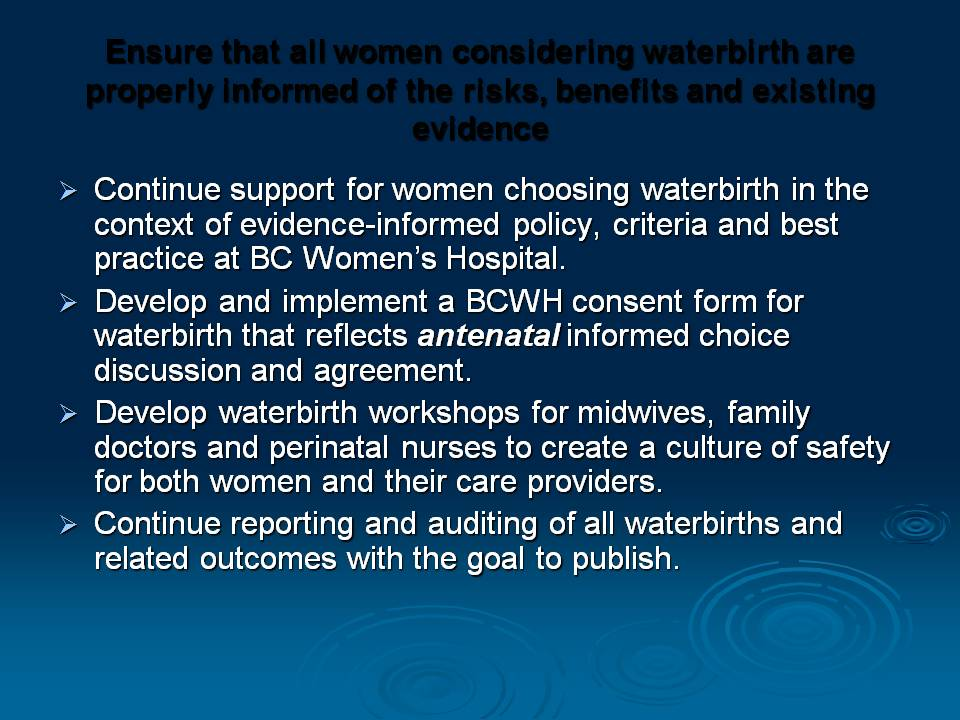 Ensure that all women considering waterbirth are
properly informed of the risks, benefits and existing
evidence
Continue support for women choosing waterbirth in the
context of evidence-informed policy, criteria and best
practice at BC Women's Hospital.
Develop and implement a BCWH consent form for
waterbirth that reflects antenatal informed choice
discussion and agreement.
Develop waterbirth workshops for midwives, family
doctors and perinatal nurses to create a culture of safety
for both women and their care providers.
Continue reporting and auditing of all waterbirths and
related outcomes with the goal to publish.